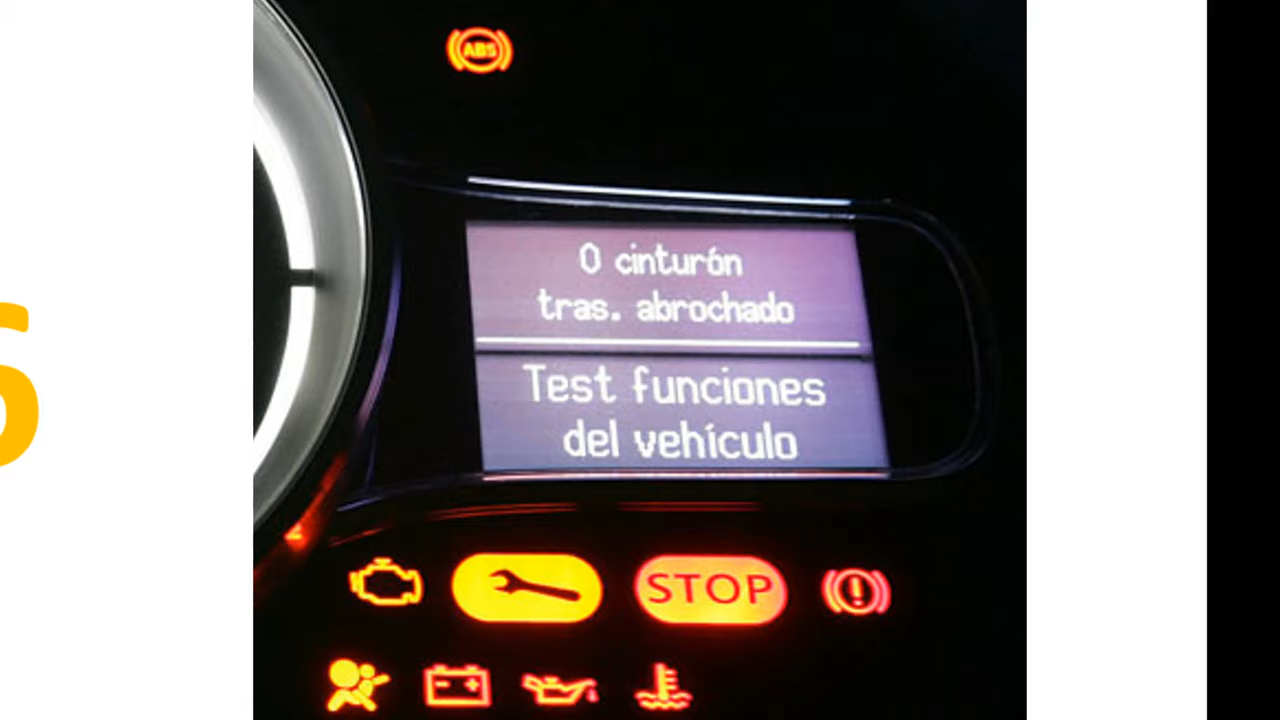 ABS
0 cinturón
tras. abrochado
Test funciones
del vehículo
STOP